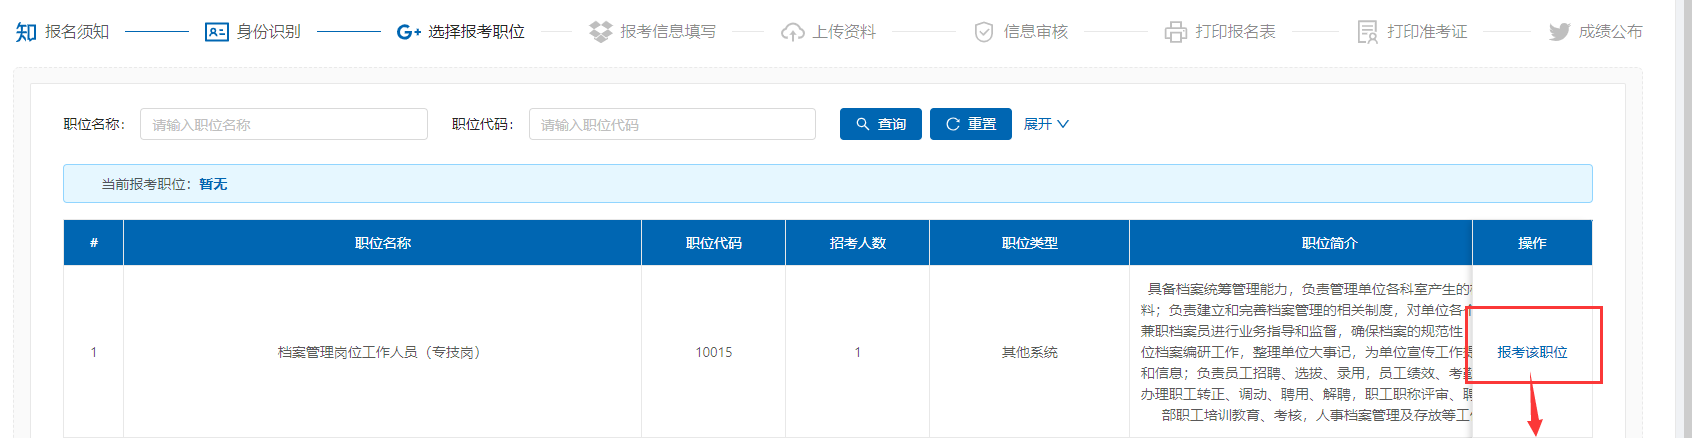 知 报名须知 身份识别 G+ 选择报考职位 报考信息填写 上传资料 信息审核 打印报名表 打印准考证 成绩公布
职位名称： 请输入职位名称 职位代码： 请输入职位代码 查询 重置 展开
当前报考职位：暂无
# 职位名称 职位代码 招考人数 职位类型 职位简介 操作
具备档案统筹管理能力，负责管理单位各科室产生的
料；负责建立和完善档案管理的相关制度，对单位各
兼职档案员进行业务指导和监督，确保档案的规范性
1 档案管理岗位工作人员（专技岗） 10015 1 其他系统 位档案编研工作，整理单位大事记，为单位宣传工作 报考该职位
和信息；负责员工招聘、选拔、录用，员工绩效、考
办理职工转正、调动、聘用、解聘，职工职称评审、
部职工培训教育、考核，人事档案管理及存放等工